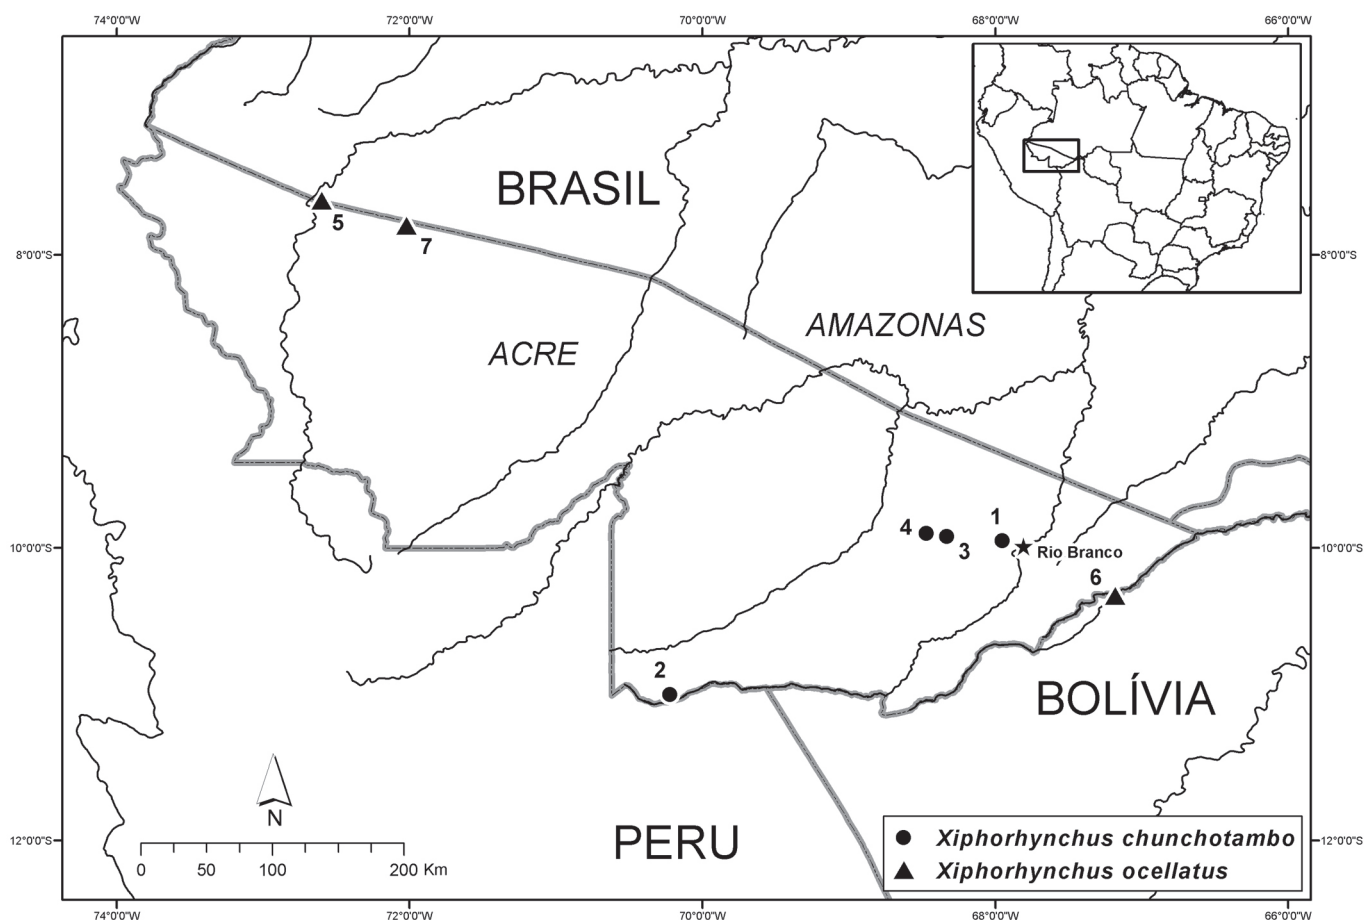 74°0'0"W 72°0'0"W 70°0'0"W 68°0'0"W 66°0'0"W
BRASIL
5
7
8°0'0"S 8°0'0"S
AMAZONAS
ACRE
4 3 1
10°0'0"S Rio Branco 10°0'0"S
6
2
BOLÍVIA
N
PERU
12°0'0"S 12°0'0"S
Xiphorhynchus chunchotambo
Xiphorhynchus ocellatus
0 50 100 200 Km
74°0'0"W 72°0'0"W 70°0'0"W 68°0'0"W 66°0'0"W